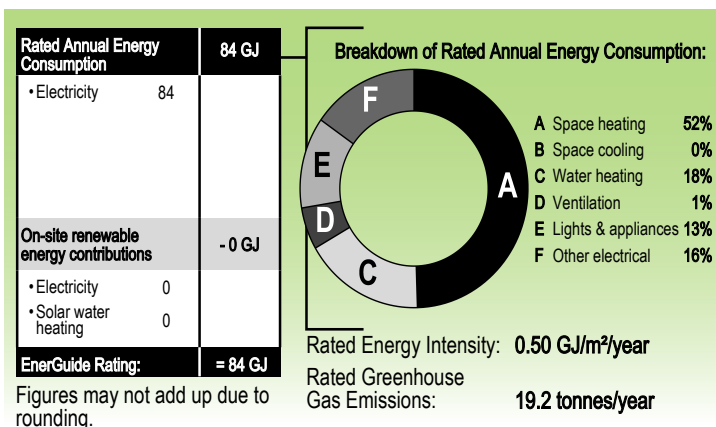 Rated Annual Energy Consumption 84 GJ
• Electricity 84
On-site renewable energy contributions - 0 GJ
• Electricity 0
• Solar water heating 0
EnerGuide Rating: = 84 GJ
Figures may not add up due to
rounding.
Breakdown of Rated Annual Energy Consumption:
F
E
D
C
A
A Space heating 52%
B Space cooling 0%
C Water heating 18%
D Ventilation 1%
E Lights & appliances 13%
F Other electrical 16%
Rated Energy Intensity: 0.50 GJ/m²/year
Rated Greenhouse
Gas Emissions: 19.2 tonnes/year